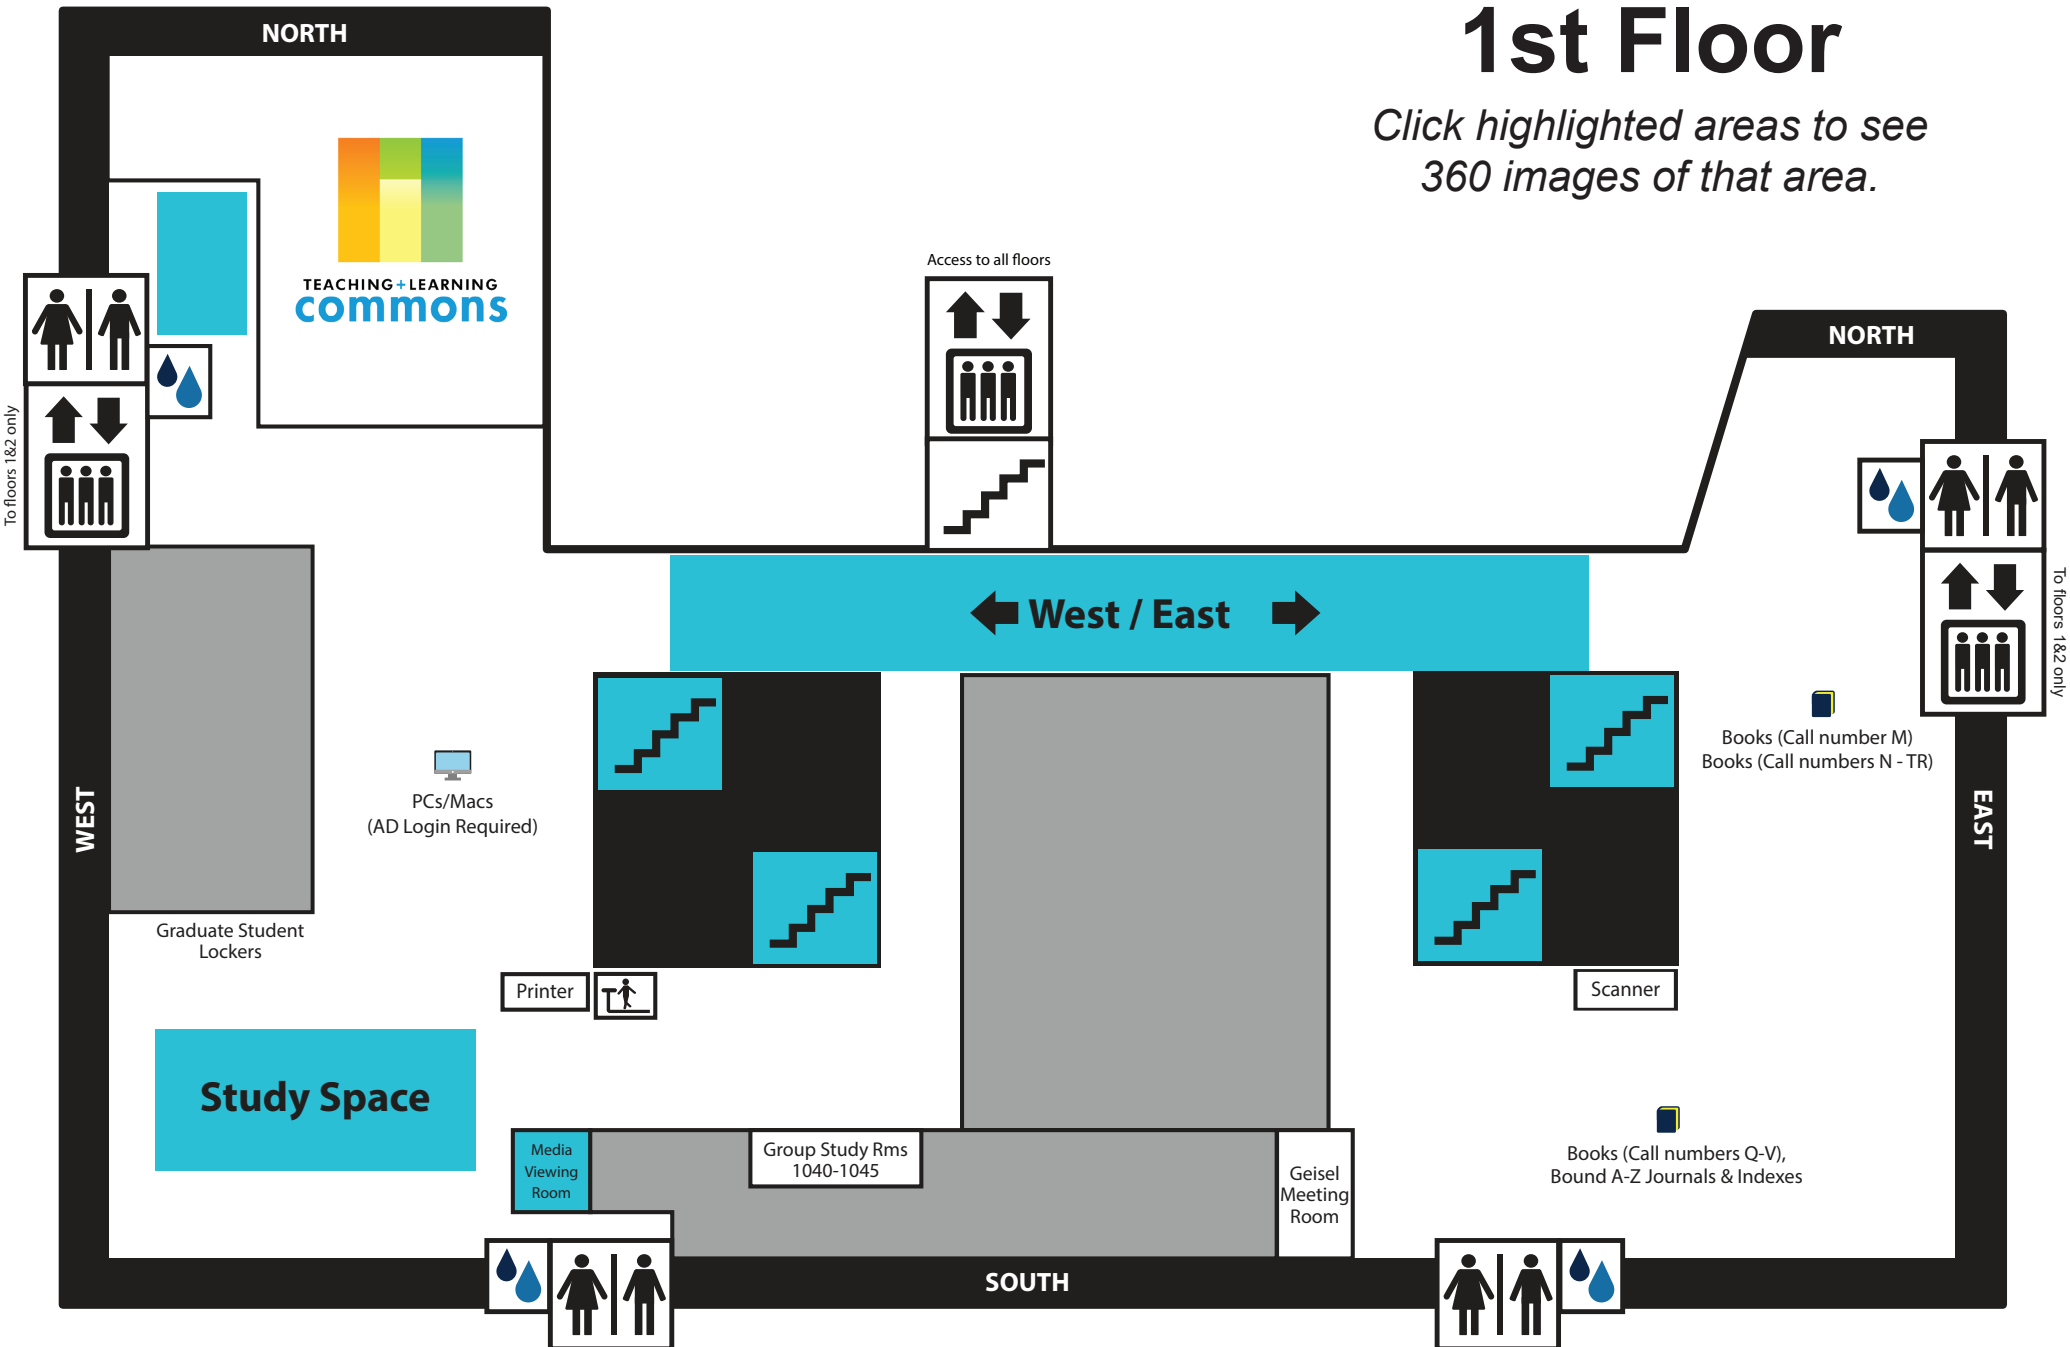 1st Floor
Click highlighted areas to see
360 images of that area.
NORTH
TEACHING+LEARNING
commons
Access to all floors
NORTH
To floors 1&2 only
To floors 1&2 only
West / East
Books (Call number M)
Books (Call numbers N - TR)
PCs/Macs
(AD Login Required)
WEST
EAST
Graduate Student
Lockers
Printer
Scanner
Study Space
Media
Viewing
Room
Group Study Rms
1040-1045
Geisel
Meeting
Room
Books (Call numbers Q-V),
Bound A-Z Journals & Indexes
SOUTH